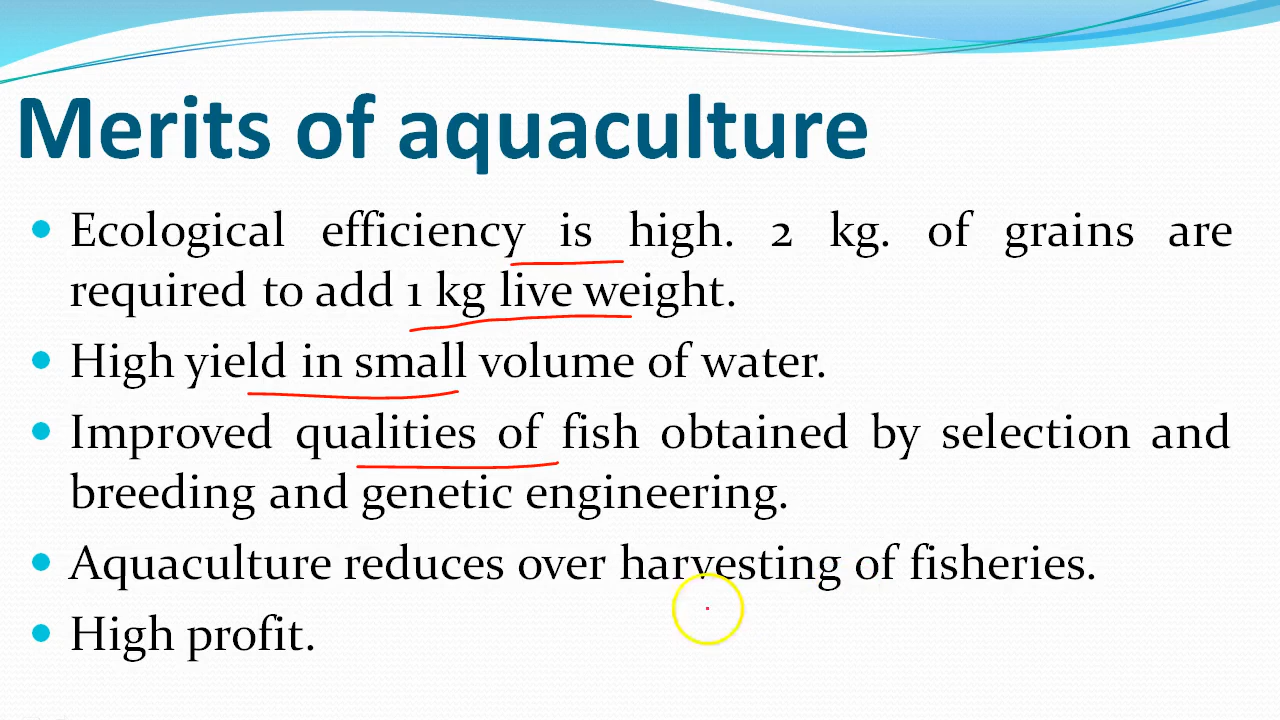 Merits of aquaculture
• Ecological efficiency is high. 2 kg. of grains are
required to add 1 kg live weight.
• High yield in small volume of water.
• Improved qualities of fish obtained by selection and
breeding and genetic engineering.
• Aquaculture reduces over harvesting of fisheries.
• High profit.